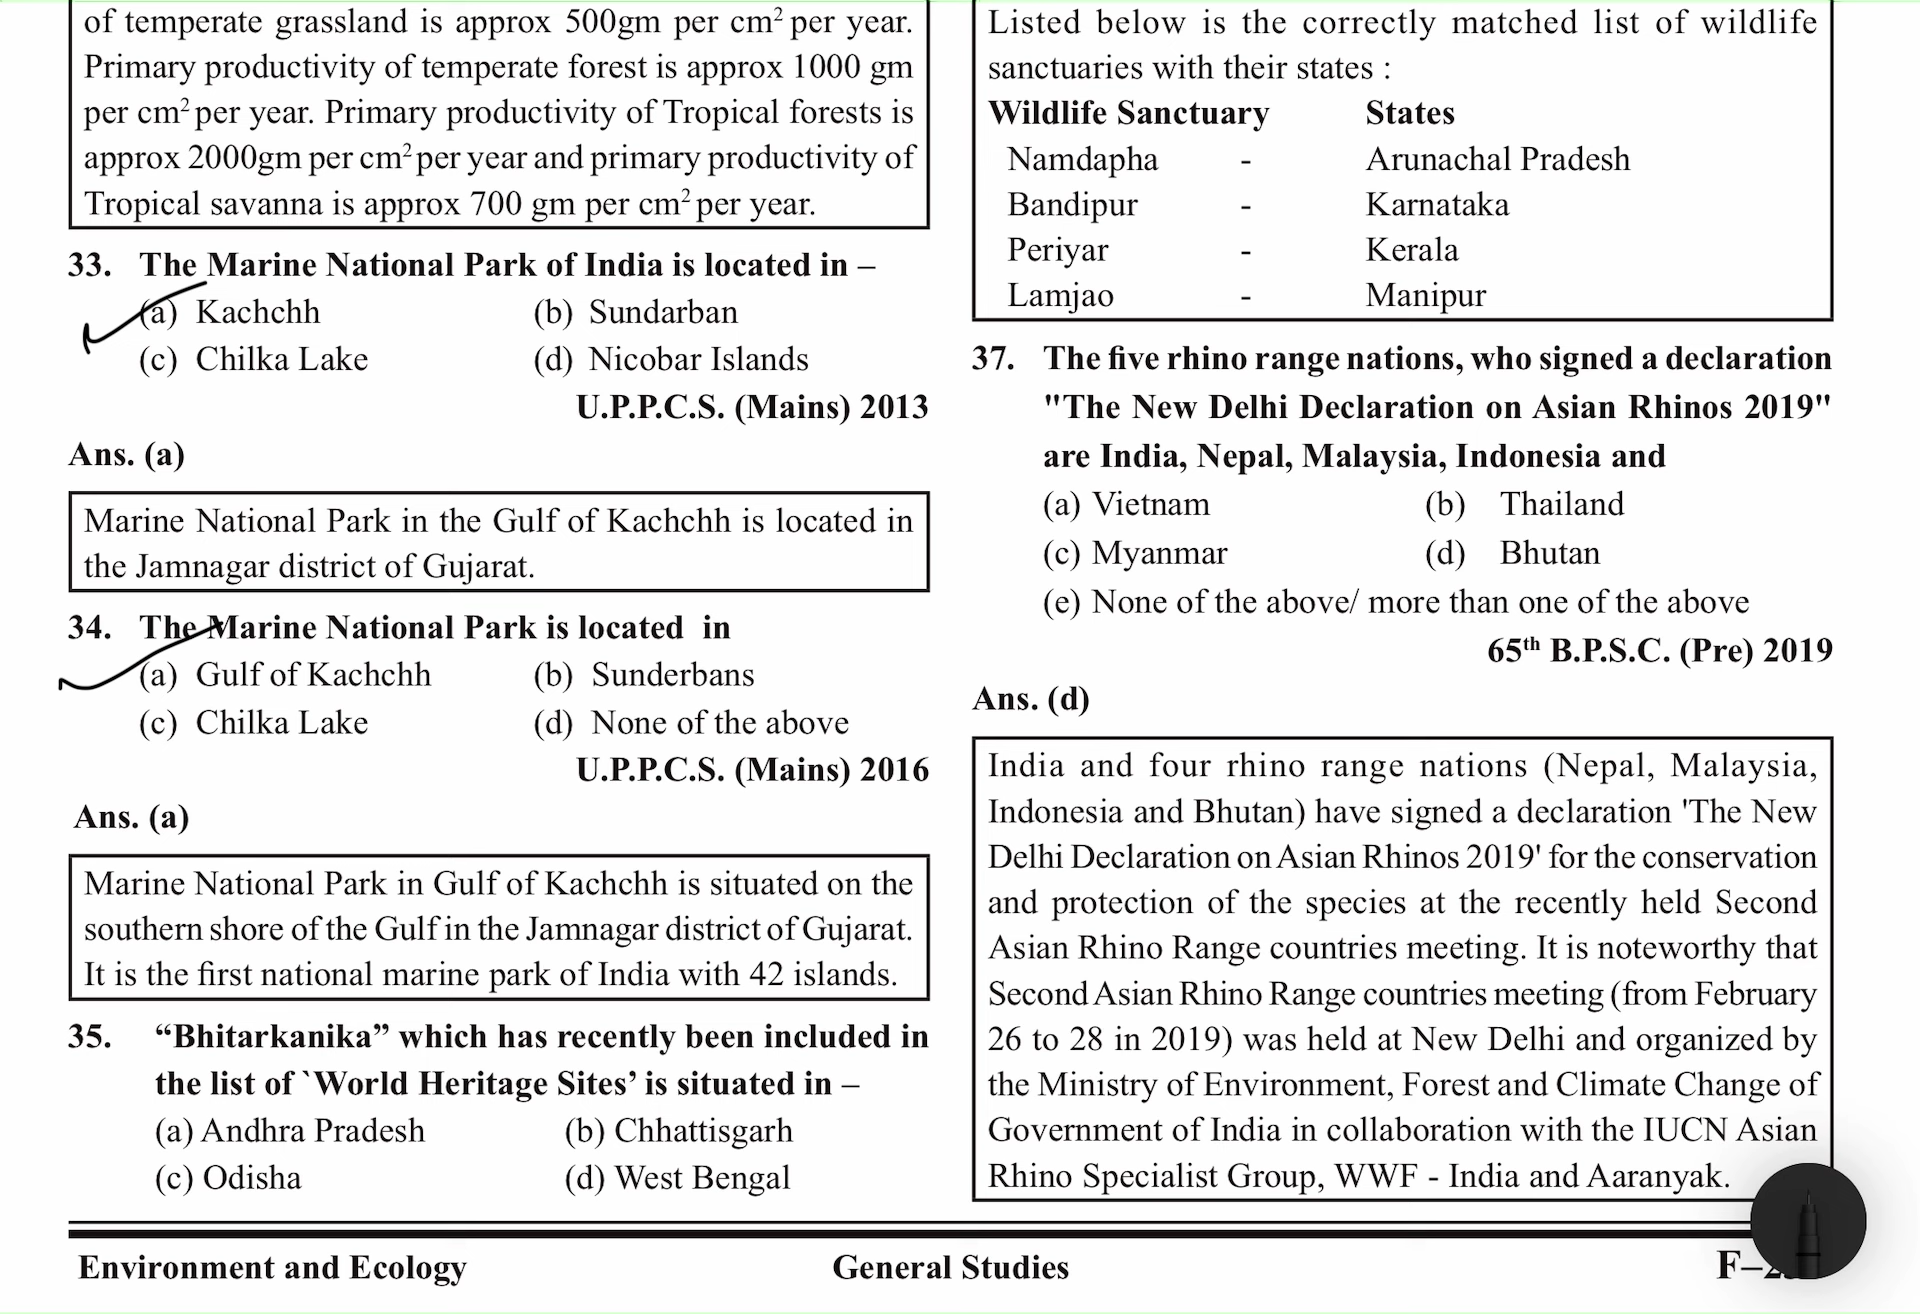 of temperate grassland is approx 500gm per cm² per year.
Primary productivity of temperate forest is approx 1000 gm
per cm² per year. Primary productivity of Tropical forests is
approx 2000gm per cm² per year and primary productivity of
Tropical savanna is approx 700 gm per cm² per year.
33. The Marine National Park of India is located in –
(a) Kachchh (b) Sundarban
(c) Chilka Lake (d) Nicobar Islands
U.P.P.C.S. (Mains) 2013
Ans. (a)
Marine National Park in the Gulf of Kachchh is located in
the Jamnagar district of Gujarat.
34. The Marine National Park is located in
(a) Gulf of Kachchh (b) Sunderbans
(c) Chilka Lake (d) None of the above
U.P.P.C.S. (Mains) 2016
Ans. (a)
Marine National Park in Gulf of Kachchh is situated on the
southern shore of the Gulf in the Jamnagar district of Gujarat.
It is the first national marine park of India with 42 islands.
35. “Bhitarkanika” which has recently been included in
the list of `World Heritage Sites’ is situated in –
(a) Andhra Pradesh (b) Chhattisgarh
(c) Odisha (d) West Bengal
Listed below is the correctly matched list of wildlife
sanctuaries with their states :
Wildlife Sanctuary States
Namdapha - Arunachal Pradesh
Bandipur - Karnataka
Periyar - Kerala
Lamjao - Manipur
37. The five rhino range nations, who signed a declaration
"The New Delhi Declaration on Asian Rhinos 2019"
are India, Nepal, Malaysia, Indonesia and
(a) Vietnam (b) Thailand
(c) Myanmar (d) Bhutan
(e) None of the above/ more than one of the above
65th B.P.S.C. (Pre) 2019
Ans. (d)
India and four rhino range nations (Nepal, Malaysia,
Indonesia and Bhutan) have signed a declaration 'The New
Delhi Declaration on Asian Rhinos 2019' for the conservation
and protection of the species at the recently held Second
Asian Rhino Range countries meeting. It is noteworthy that
Second Asian Rhino Range countries meeting (from February
26 to 28 in 2019) was held at New Delhi and organized by
the Ministry of Environment, Forest and Climate Change of
Government of India in collaboration with the IUCN Asian
Rhino Specialist Group, WWF - India and Aaranyak.
Environment and Ecology General Studies F–